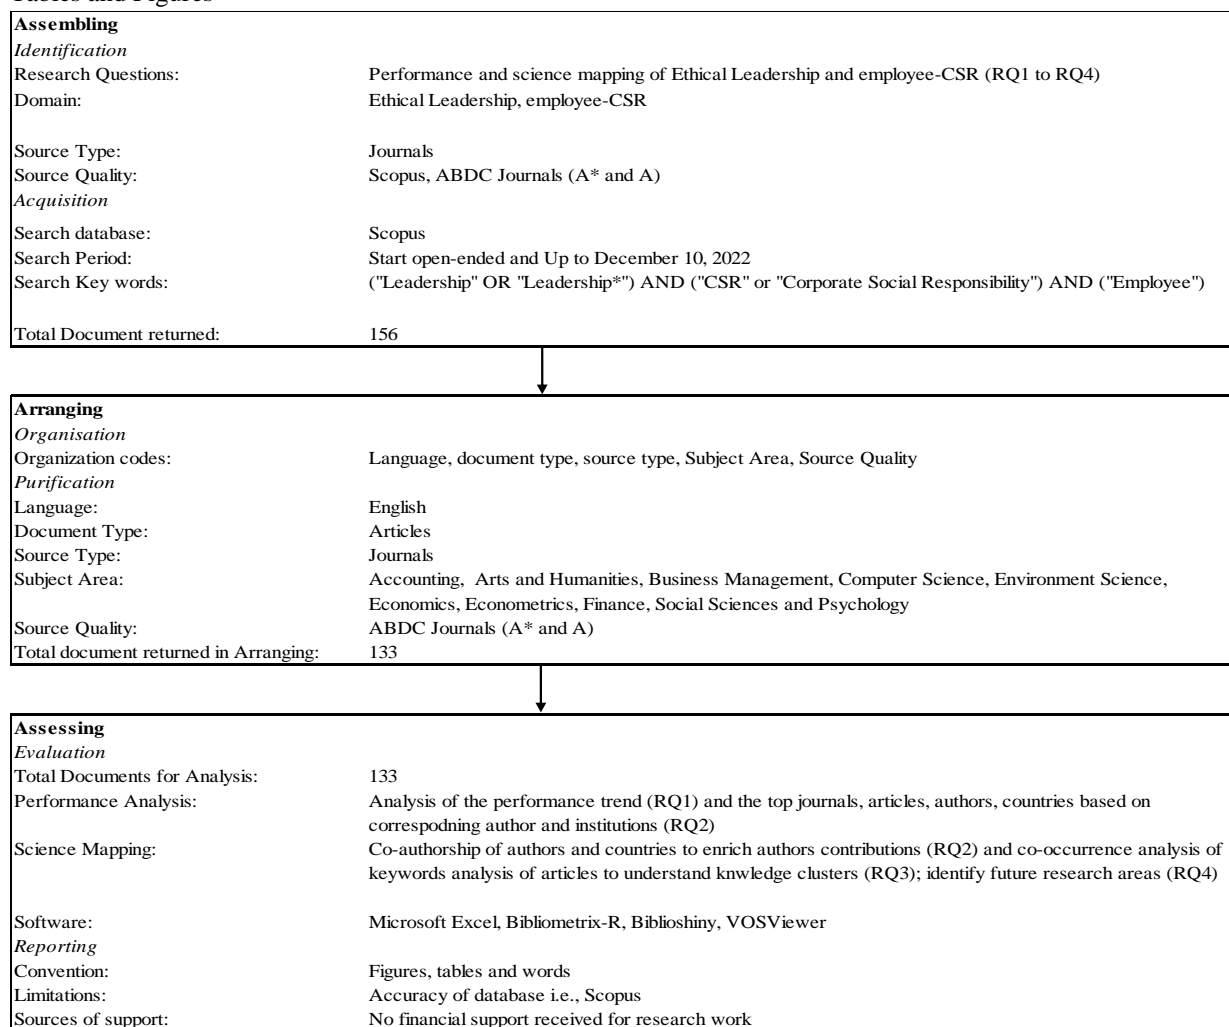 Tables and Figures
Assembling
Identification
Research Questions: Performance and science mapping of Ethical Leadership and employee-CSR (RQ1 to RQ4)
Domain: Ethical Leadership, employee-CSR
Source Type: Journals
Source Quality: Scopus, ABDC Journals (A* and A)
Acquisition
Search database: Scopus
Search Period: Start open-ended and Up to December 10, 2022
Search Key words: ("Leadership" OR "Leadership*") AND ("CSR" or "Corporate Social Responsibility") AND ("Employee")
Total Document returned: 156
Arranging
Organisation
Organization codes: Language, document type, source type, Subject Area, Source Quality
Purification
Language: English
Document Type: Articles
Source Type: Journals
Subject Area: Accounting, Arts and Humanities, Business Management, Computer Science, Environment Science,
Economics, Econometrics, Finance, Social Sciences and Psychology
Source Quality: ABDC Journals (A* and A)
Total document returned in Arranging: 133
Assessing
Evaluation
Total Documents for Analysis: 133
Performance Analysis: Analysis of the performance trend (RQ1) and the top journals, articles, authors, countries based on
correspodning author and institutions (RQ2)
Science Mapping: Co-authorship of authors and countries to enrich authors contributions (RQ2) and co-occurrence analysis of
keywords analysis of articles to understand knwledge clusters (RQ3); identify future research areas (RQ4)
Software: Microsoft Excel, Bibliometrix-R, Biblioshiny, VOSViewer
Reporting
Convention: Figures, tables and words
Limitations: Accuracy of database i.e., Scopus
Sources of support: No financial support received for research work